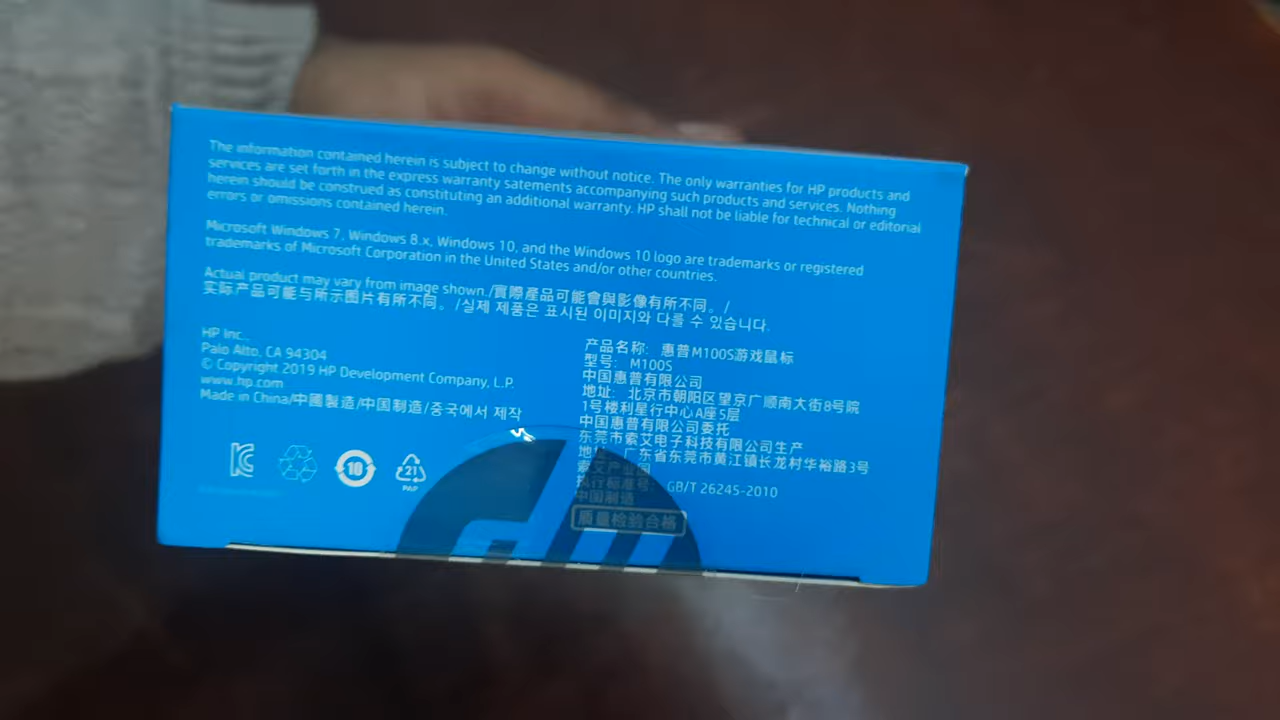 The information contained herein is subject to change without notice. The only warranties for HP products and
services are set forth in the express warranty satements accompanying such products and services. Nothing
herein should be construed as constituting an additional warranty. HP shall not be liable for technical or editorial
errors or omissions contained herein.
Microsoft Windows 7, Windows 8.x, Windows 10, and the Windows 10 logo are trademarks or registered
trademarks of Microsoft Corporation in the United States and/or other countries.
Actual product may vary from image shown./實際產品可能會與影像有所不同。/
实际产品可能与所示图片有所不同。/실제 제품은 표시된 이미지와 다를 수 있습니다.
HP Inc.,
Palo Alto, CA 94304
© Copyright 2019 HP Development Company, L.P.
www.hp.com
Made in China/中國製造/中国制造/중국에서 제작
10
21
PAP
产品名称: 惠普M100S游戏鼠标
型号: M100S
中国惠普有限公司
地址: 北京市朝阳区望京广顺南大街8号院
1号楼利星行中心A座5层
中国惠普有限公司委托
东莞市索艾电子科技有限公司生产
地址: 广东省东莞市黄江镇长龙村华裕路3号
索艾产业园
执行标准号: GB/T 26245-2010
中国制造
质量检验合格
hp